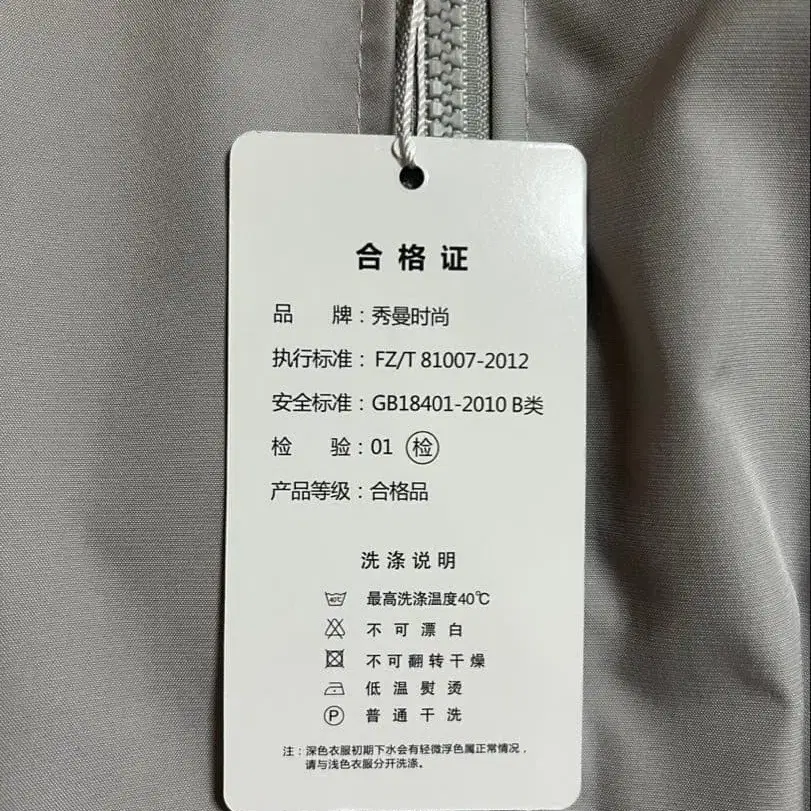 合格证
品 牌：秀曼时尚
执行标准：FZ/T 81007-2012
安全标准：GB18401-2010 B类
检 验：01 检
产品等级：合格品
洗涤说明
40℃ 最高洗涤温度40℃
不可漂白
不可翻转干燥
低温熨烫
P 普通干洗
注：深色衣服初期下水会有轻微浮色属正常情况，
请与浅色衣服分开洗涤。